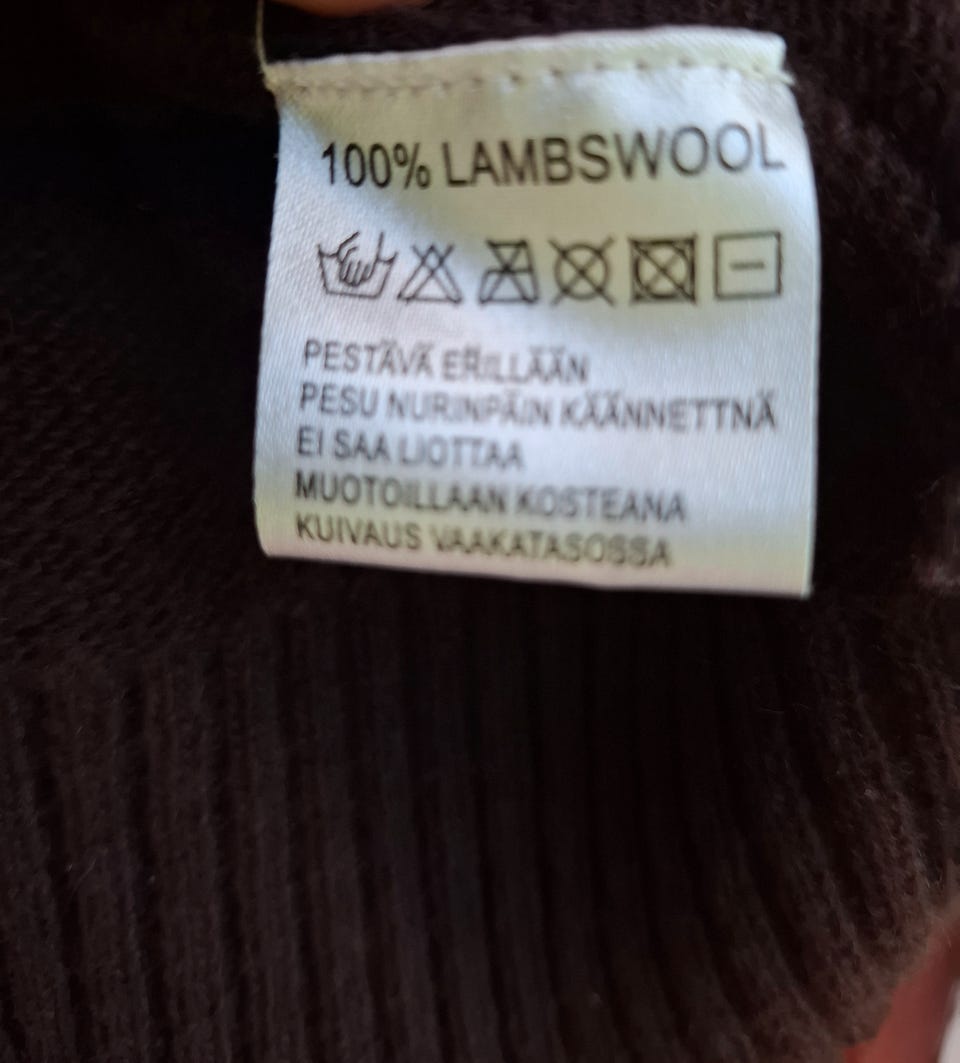 100% LAMBSWOOL
PESTÄVÄ ERILLÄÄN
PESU NURINPÄIN KÄÄNNETTNÄ
EI SAA LIOTTAA
MUOTOILLAAN KOSTEANA
KUIVAUS VAAKATASOSSA